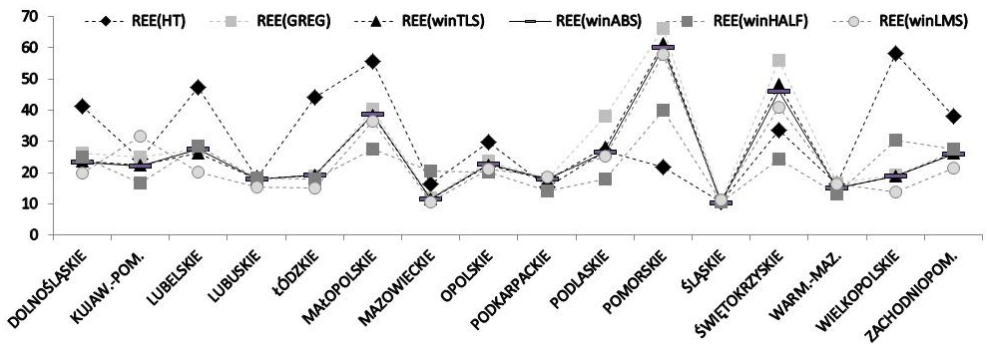 REE(HT) REE(GREG) REE(winTLS) REE(winABS) REE(winHALF) REE(winLMS)
70
60
50
40
30
20
10
0
DOLNOŚLĄSKIE
KUJAW.-POM.
LUBELSKIE
LUBUSKIE
ŁÓDZKIE
MAŁOPOLSKIE
MAZOWIECKIE
OPOLSKIE
PODKARPACKIE
PODLASKIE
POMORSKIE
ŚLĄSKIE
ŚWIĘTOKRZYSKIE
WARM.-MAZ.
WIELKOPOLSKIE
ZACHODNIOPOM.